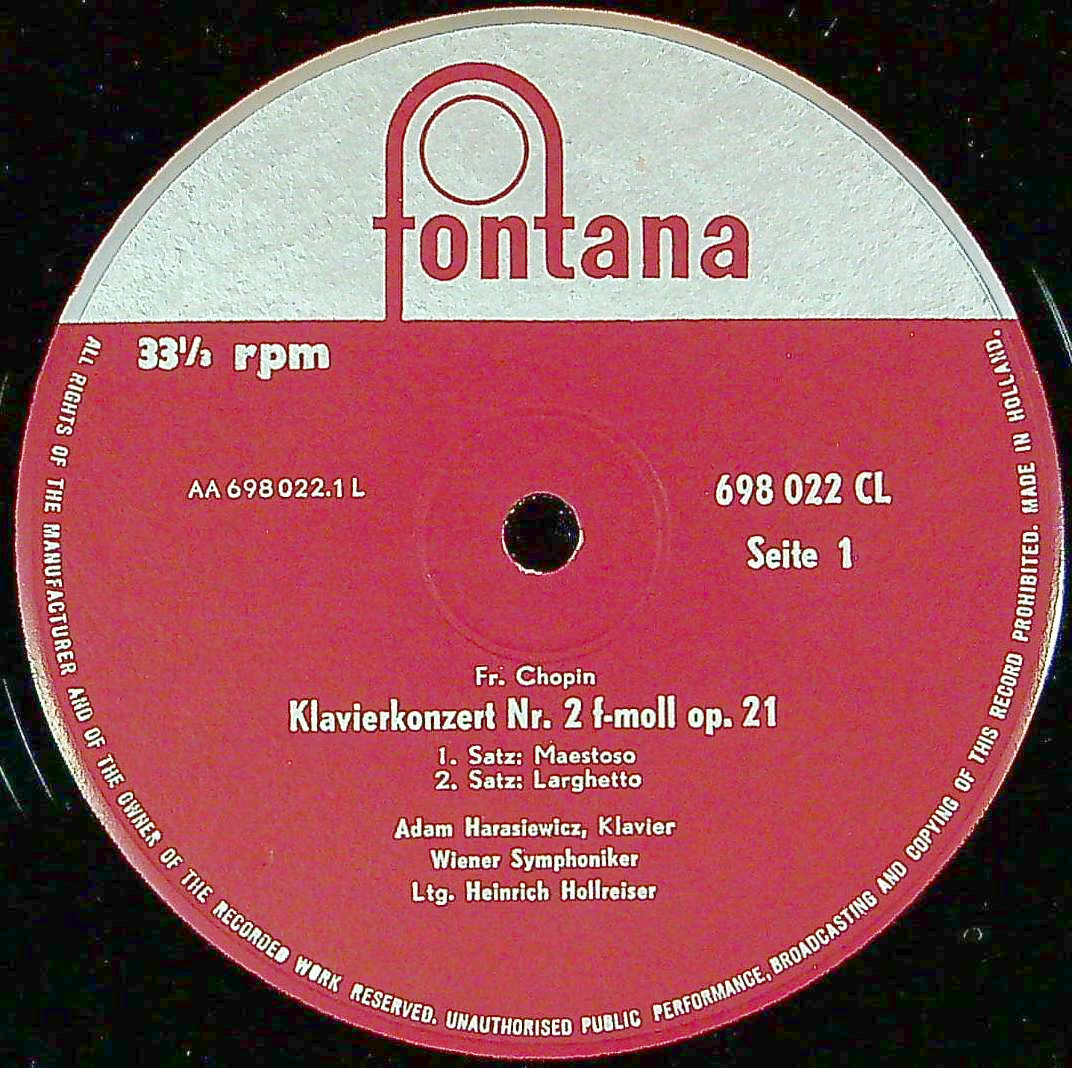 fontana
33 1/3 rpm
AA 698 022.1 L
698 022 CL
Seite 1
Fr. Chopin
Klavierkonzert Nr. 2 f-moll op. 21
1. Satz: Maestoso
2. Satz: Larghetto
Adam Harasiewicz, Klavier
Wiener Symphoniker
Ltg. Heinrich Hollreiser
ALL RIGHTS OF THE MANUFACTURER AND OF THE OWNER OF THE RECORDED WORK RESERVED. UNAUTHORISED PUBLIC PERFORMANCE, BROADCASTING AND COPYING OF THIS RECORD PROHIBITED. MADE IN HOLLAND.